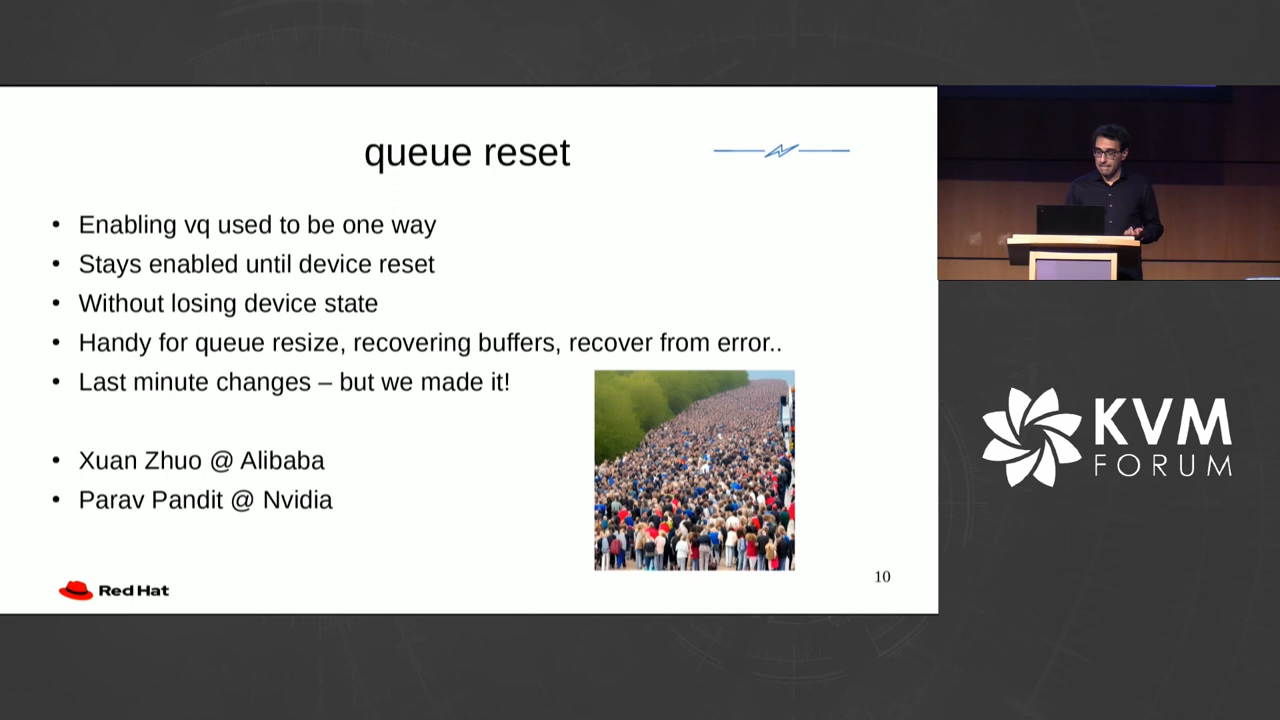 queue reset
• Enabling vq used to be one way
• Stays enabled until device reset
• Without losing device state
• Handy for queue resize, recovering buffers, recover from error..
• Last minute changes – but we made it!
• Xuan Zhuo @ Alibaba
• Parav Pandit @ Nvidia
Red Hat
10
KVM
FORUM